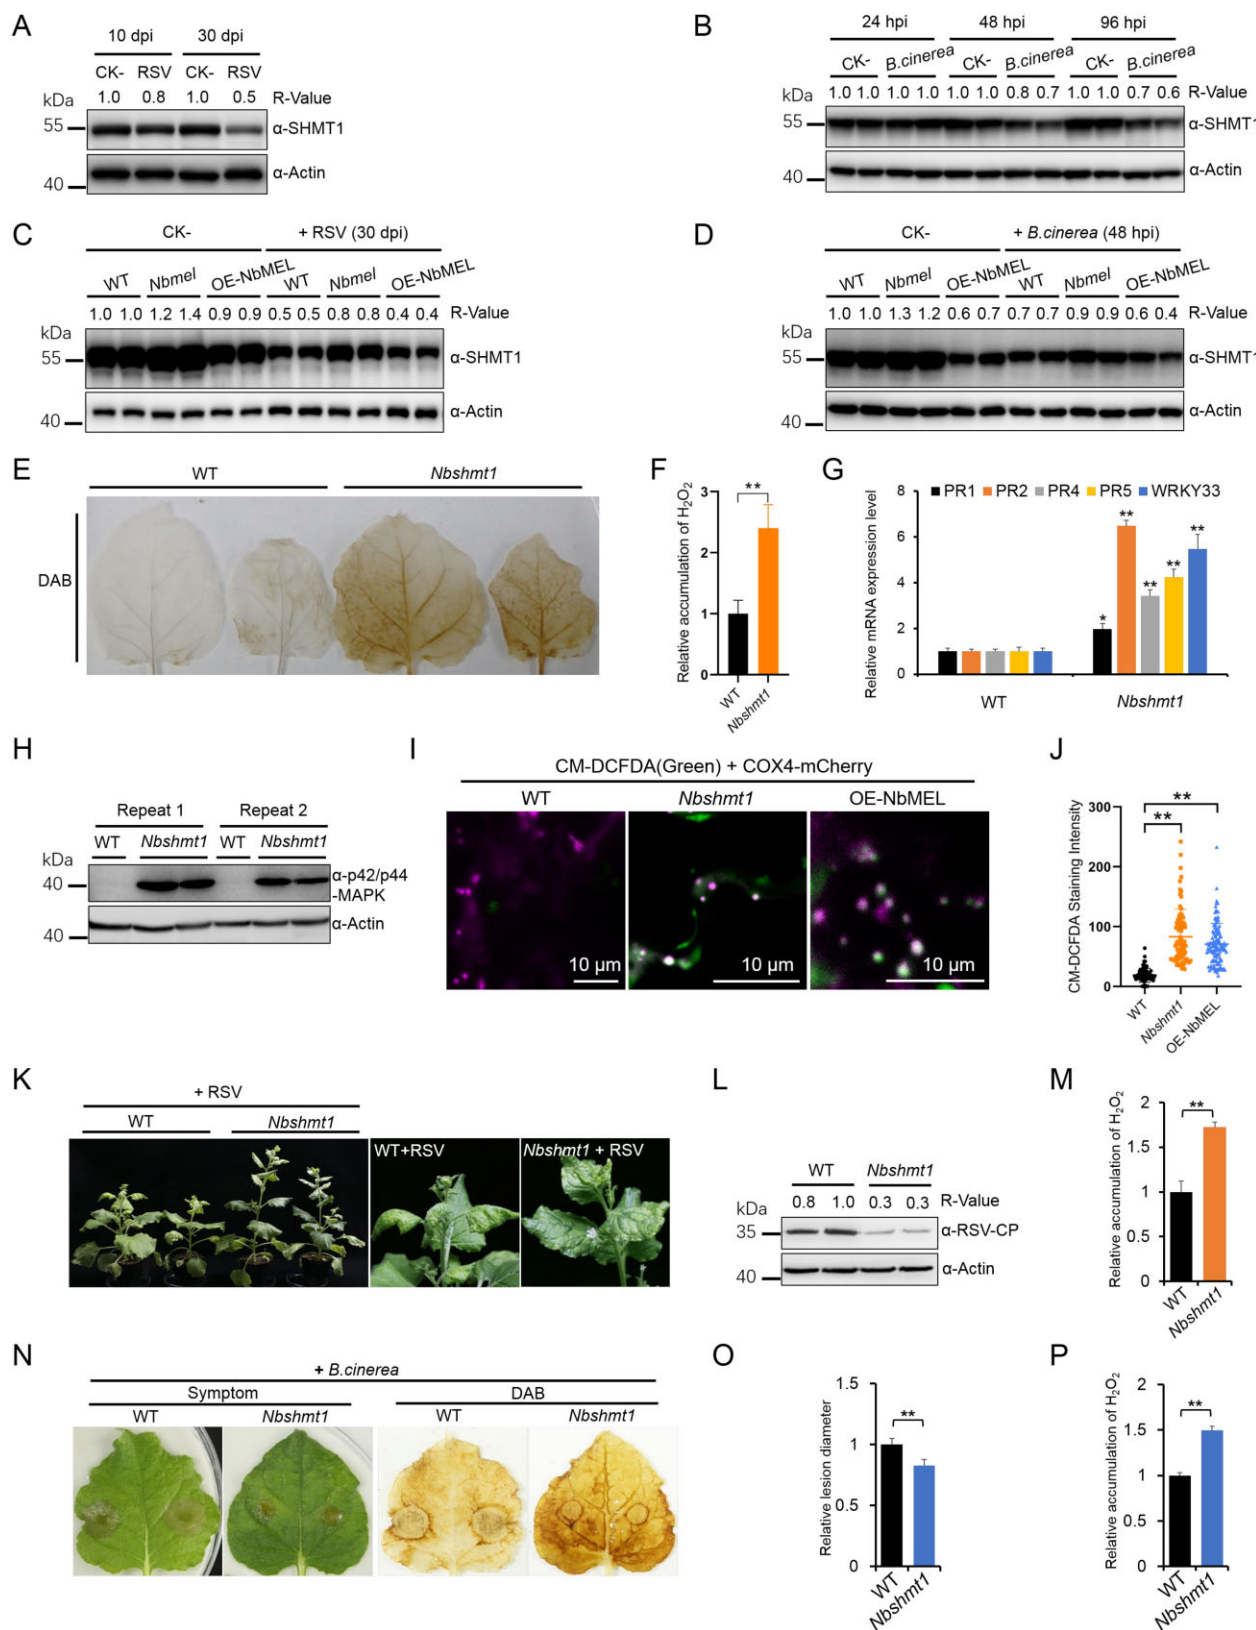 A
10 dpi 30 dpi
CK- RSV CK- RSV
kDa 1.0 0.8 1.0 0.5 R-Value
55 α-SHMT1
40 α-Actin
B
24 hpi 48 hpi 96 hpi
CK- B.cinerea CK- B.cinerea CK- B.cinerea
kDa 1.0 1.0 1.0 1.0 1.0 1.0 0.8 0.7 1.0 1.0 0.7 0.6 R-Value
55 α-SHMT1
40 α-Actin
C
CK- + RSV (30 dpi)
WT Nbmel OE-NbMEL WT Nbmel OE-NbMEL
1.0 1.0 1.2 1.4 0.9 0.9 0.5 0.5 0.8 0.8 0.4 0.4 R-Value
kDa
55 α-SHMT1
40 α-Actin
D
CK- + B.cinerea (48 hpi)
WT Nbmel OE-NbMEL WT Nbmel OE-NbMEL
1.0 1.0 1.3 1.2 0.6 0.7 0.7 0.7 0.9 0.9 0.6 0.4 R-Value
kDa
55 α-SHMT1
40 α-Actin
E
WT Nbshmt1
DAB
F
Relative accumulation of H₂O₂
3
2
1
0
**
WT Nbshmt1
G
PR1 PR2 PR4 PR5 WRKY33
Relative mRNA expression level
8
6
4
2
0
* ** ** ** **
WT Nbshmt1
H
Repeat 1 Repeat 2
WT Nbshmt1 WT Nbshmt1
kDa
40 α-p42/p44
-MAPK
40 α-Actin
I
CM-DCFDA(Green) + COX4-mCherry
WT Nbshmt1 OE-NbMEL
10 µm 10 µm 10 µm
J
CM-DCFDA Staining Intensity
300
200
100
50
0
**
**
WT Nbshmt1 OE-NbMEL
K
+ RSV
WT Nbshmt1
WT+RSV Nbshmt1 + RSV
L
WT Nbshmt1
0.8 1.0 0.3 0.3 R-Value
kDa
35 α-RSV-CP
40 α-Actin
M
Relative accumulation of H₂O₂
2
1.5
1
0.5
0
**
WT Nbshmt1
N
+ B.cinerea
Symptom DAB
WT Nbshmt1 WT Nbshmt1
O
Relative lesion diameter
1.5
1
0.5
0
**
WT Nbshmt1
P
Relative accumulation of H₂O₂
2
1.5
1
0.5
0
**
WT Nbshmt1